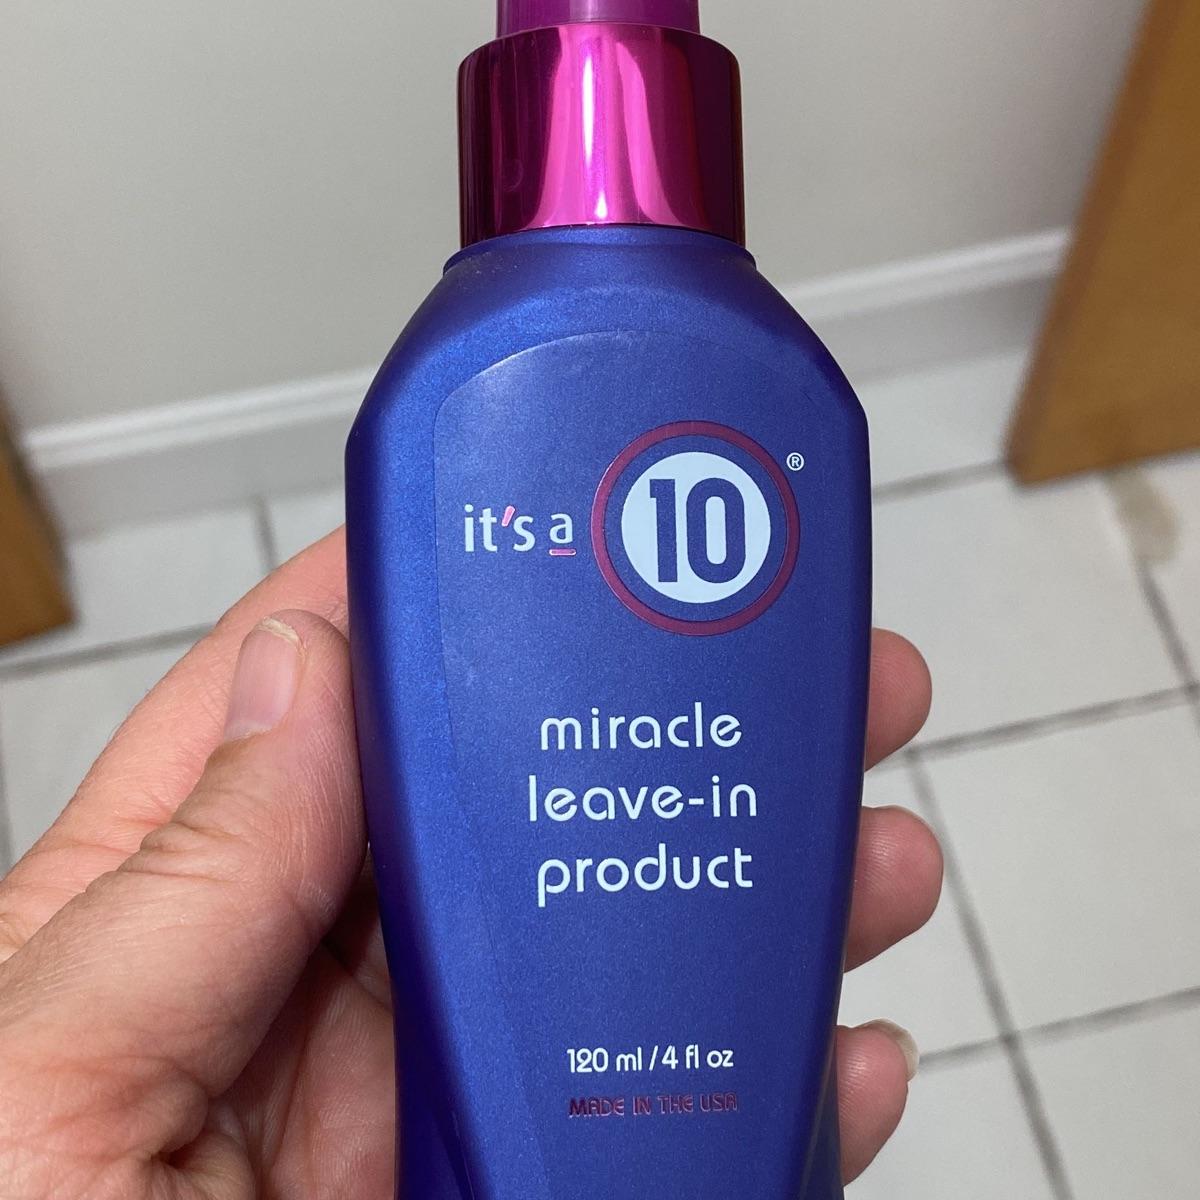 it's a 10®
miracle
leave-in
product
120 ml / 4 fl oz
MADE IN THE USA